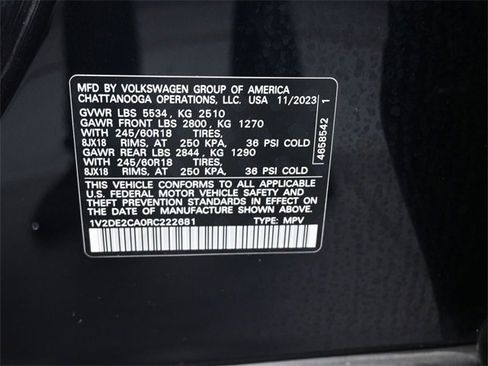 MFD BY VOLKSWAGEN GROUP OF AMERICA
CHATTANOOGA OPERATIONS, LLC. USA 11/2023
GVWR LBS 5534, KG 2510
GAWR FRONT LBS 2800, KG 1270
WITH 245/60R18 TIRES,
8JX18 RIMS, AT 250 KPA, 36 PSI COLD
GAWR REAR LBS 2844, KG 1290
WITH 245/60R18 TIRES,
8JX18 RIMS, AT 250 KPA, 36 PSI COLD
THIS VEHICLE CONFORMS TO ALL APPLICABLE
U.S. FEDERAL MOTOR VEHICLE SAFETY AND
THEFT PREVENTION STANDARDS IN EFFECT ON
THE DATE OF MANUFACTURE SHOWN ABOVE.
1V2DE2CA0RC222681 TYPE: MPV
4658542 1